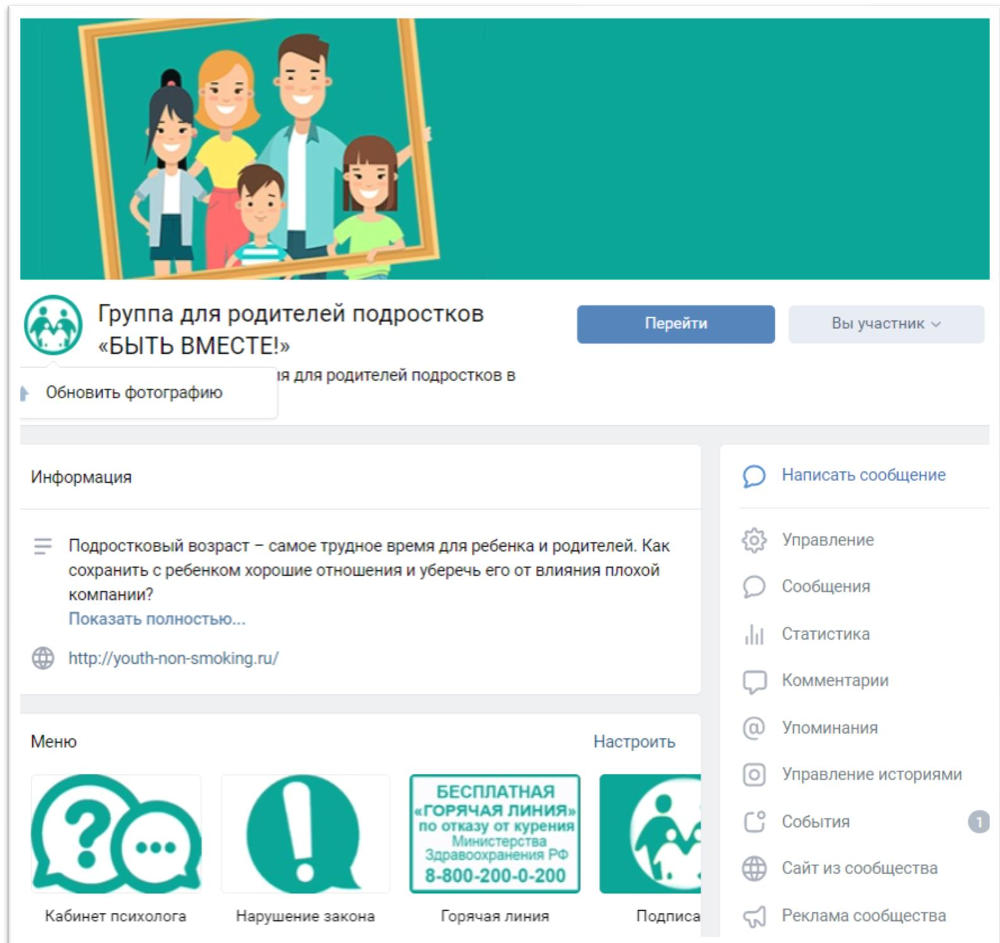 Группа для родителей подростков
«БЫТЬ ВМЕСТЕ!»
Перейти
Вы участник
для родителей подростков в
Обновить фотографию
Информация
Подростковый возраст – самое трудное время для ребенка и родителей. Как
сохранить с ребенком хорошие отношения и уберечь его от влияния плохой
компании?
Показать полностью...
http://youth-non-smoking.ru/
Меню
Настроить
БЕСПЛАТНАЯ
«ГОРЯЧАЯ ЛИНИЯ»
по отказу от курения
Министерства
Здравоохранения РФ
8-800-200-0-200
Кабинет психолога
Нарушение закона
Горячая линия
Подписа
Написать сообщение
Управление
Сообщения
Статистика
Комментарии
Упоминания
Управление историями
События
1
Сайт из сообщества
Реклама сообщества